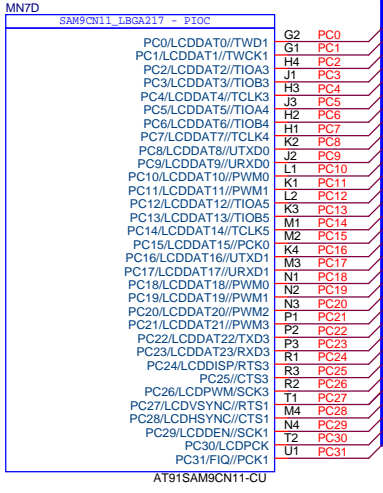 MN7D
SAM9CN11_LBGA217 - PIOC
PC0/LCDDAT0//TWD1 G2 PC0
PC1/LCDDAT1//TWCK1 G1 PC1
PC2/LCDDAT2//TIOA3 H4 PC2
PC3/LCDDAT3//TIOB3 J1 PC3
PC4/LCDDAT4//TCLK3 H3 PC4
PC5/LCDDAT5//TIOA4 J3 PC5
PC6/LCDDAT6//TIOB4 H2 PC6
PC7/LCDDAT7//TCLK4 H1 PC7
PC8/LCDDAT8//UTXD0 K2 PC8
PC9/LCDDAT9//URXD0 J2 PC9
PC10/LCDDAT10//PWM0 L1 PC10
PC11/LCDDAT11//PWM1 K1 PC11
PC12/LCDDAT12//TIOA5 L2 PC12
PC13/LCDDAT13//TIOB5 K3 PC13
PC14/LCDDAT14//TCLK5 M1 PC14
PC15/LCDDAT15//PCK0 M2 PC15
PC16/LCDDAT16//UTXD1 K4 PC16
PC17/LCDDAT17//URXD1 M3 PC17
PC18/LCDDAT18//PWM0 N1 PC18
PC19/LCDDAT19//PWM1 N2 PC19
PC20/LCDDAT20//PWM2 N3 PC20
PC21/LCDDAT21//PWM3 P1 PC21
PC22/LCDDAT22/TXD3 P2 PC22
PC23/LCDDAT23/RXD3 P3 PC23
PC24/LCDDISP/RTS3 R1 PC24
PC25//CTS3 R3 PC25
PC26/LCDPWM/SCK3 R2 PC26
PC27/LCDVSYNC//RTS1 T1 PC27
PC28/LCDHSYNC//CTS1 M4 PC28
PC29/LCDDEN//SCK1 N4 PC29
PC30/LCDPCK T2 PC30
PC31/FIQ//PCK1 U1 PC31
AT91SAM9CN11-CU